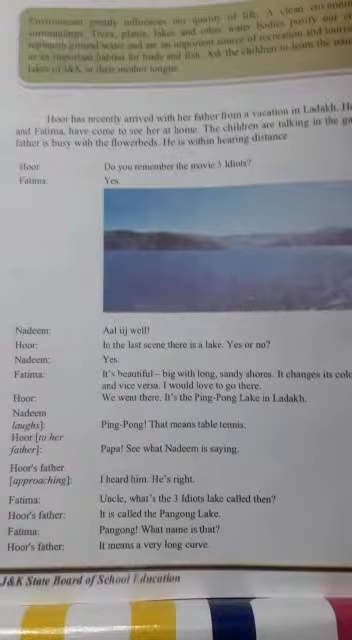 Environment greatly influences our quality of life. A clean
surroundings. Trees, plants, lakes and other water bodies purify our
replenish ground water and are an important source of recreation and
as an important habitat for birds and fish. Ask the children to learn the
lakes of J&K in their mother tongue.
Hoor has recently arrived with her father from a vacation in Ladakh.
and Fatima, have come to see her at home. The children are talking in the
father is busy with the flowerbeds. He is within hearing distance
Hoor: Do you remember the movie 3 Idiots?
Fatima: Yes.
Nadeem: Aal iij well!
Hoor: In the last scene there is a lake. Yes or no?
Nadeem: Yes.
Fatima: It's beautiful – big with long, sandy shores. It changes its
and vice versa. I would love to go there.
Hoor: We went there. It's the Ping-Pong Lake in Ladakh.
Nadeem
[laughs]: Ping-Pong! That means table tennis.
Hoor [to her
father]: Papa! See what Nadeem is saying.
Hoor's father
[approaching]: I heard him. He's right.
Fatima: Uncle, what's the 3 Idiots lake called then?
Hoor's father: It is called the Pangong Lake.
Fatima: Pangong! What name is that?
Hoor's father: It means a very long curve.
J&K State Board of School Education